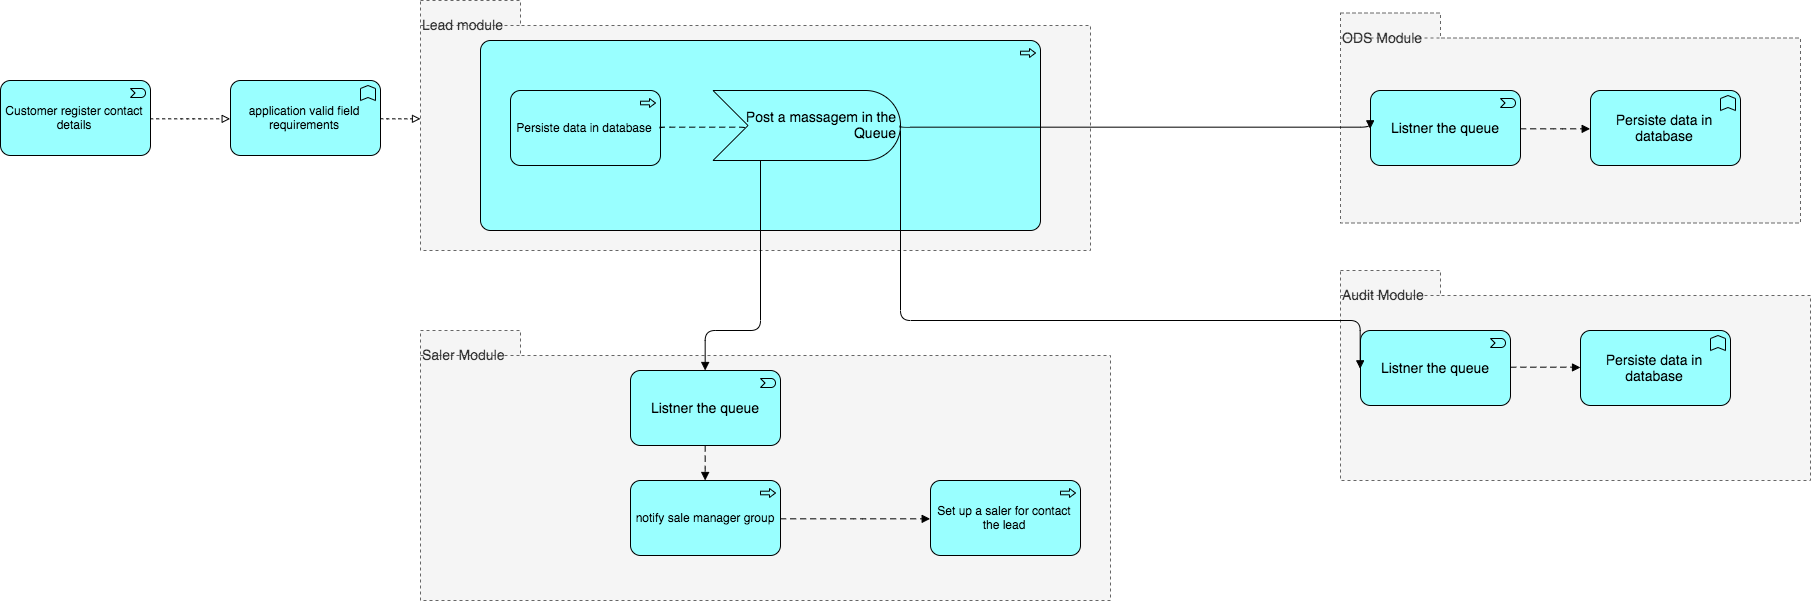 Lead module
ODS Module
Customer register contact
details
application valid field
requirements
Persiste data in database
Post a massagem in the
Queue
Listner the queue
Persiste data in
database
Audit Module
Listner the queue
Persiste data in
database
Saler Module
Listner the queue
notify sale manager group
Set up a saler for contact
the lead